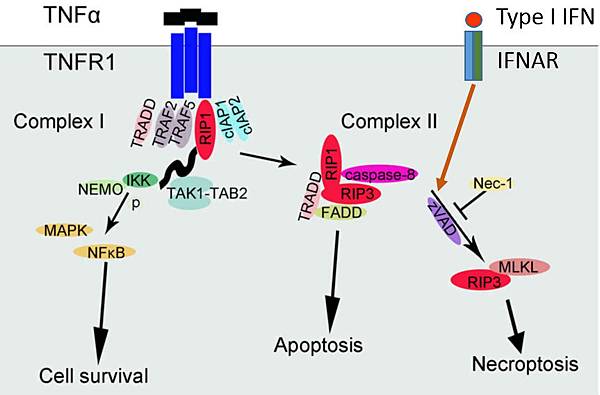 TNFα
Type I IFN
TNFR1
IFNAR
Complex I
TRADD
TRAF2
TRAF5
RIP1
cIAP1
cIAP2
Complex II
RIP1
caspase-8
TRADD
RIP3
FADD
IKK
NEMO
p
TAK1-TAB2
Nec-1
zVAD
MAPK
NFκB
MLKL
RIP3
Apoptosis
Necroptosis
Cell survival